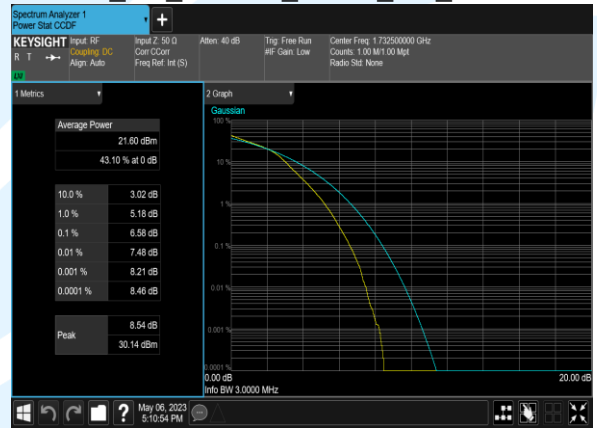 Spectrum Analyzer 1
Power Stat CCDF
+
KEYSIGHT Input: RF
R T Coupling: DC
Align: Auto
LU
Input Z: 50 Ω
Corr CCorr
Freq Ref: Int (S)
Atten: 40 dB
Trig: Free Run
#IF Gain: Low
Center Freq: 1.732500000 GHz
Counts: 1.00 M/1.00 Mpt
Radio Std: None
1 Metrics
Average Power
21.60 dBm
43.10 % at 0 dB
10.0 % 3.02 dB
1.0 % 5.18 dB
0.1 % 6.58 dB
0.01 % 7.48 dB
0.001 % 8.21 dB
0.0001 % 8.46 dB
Peak 8.54 dB
30.14 dBm
2 Graph
Gaussian
100 %
10 %
1 %
0.1 %
0.01 %
0.001 %
0.0001 %
0.00 dB 20.00 dB
Info BW 3.0000 MHz
? May 06, 2023
5:10:54 PM